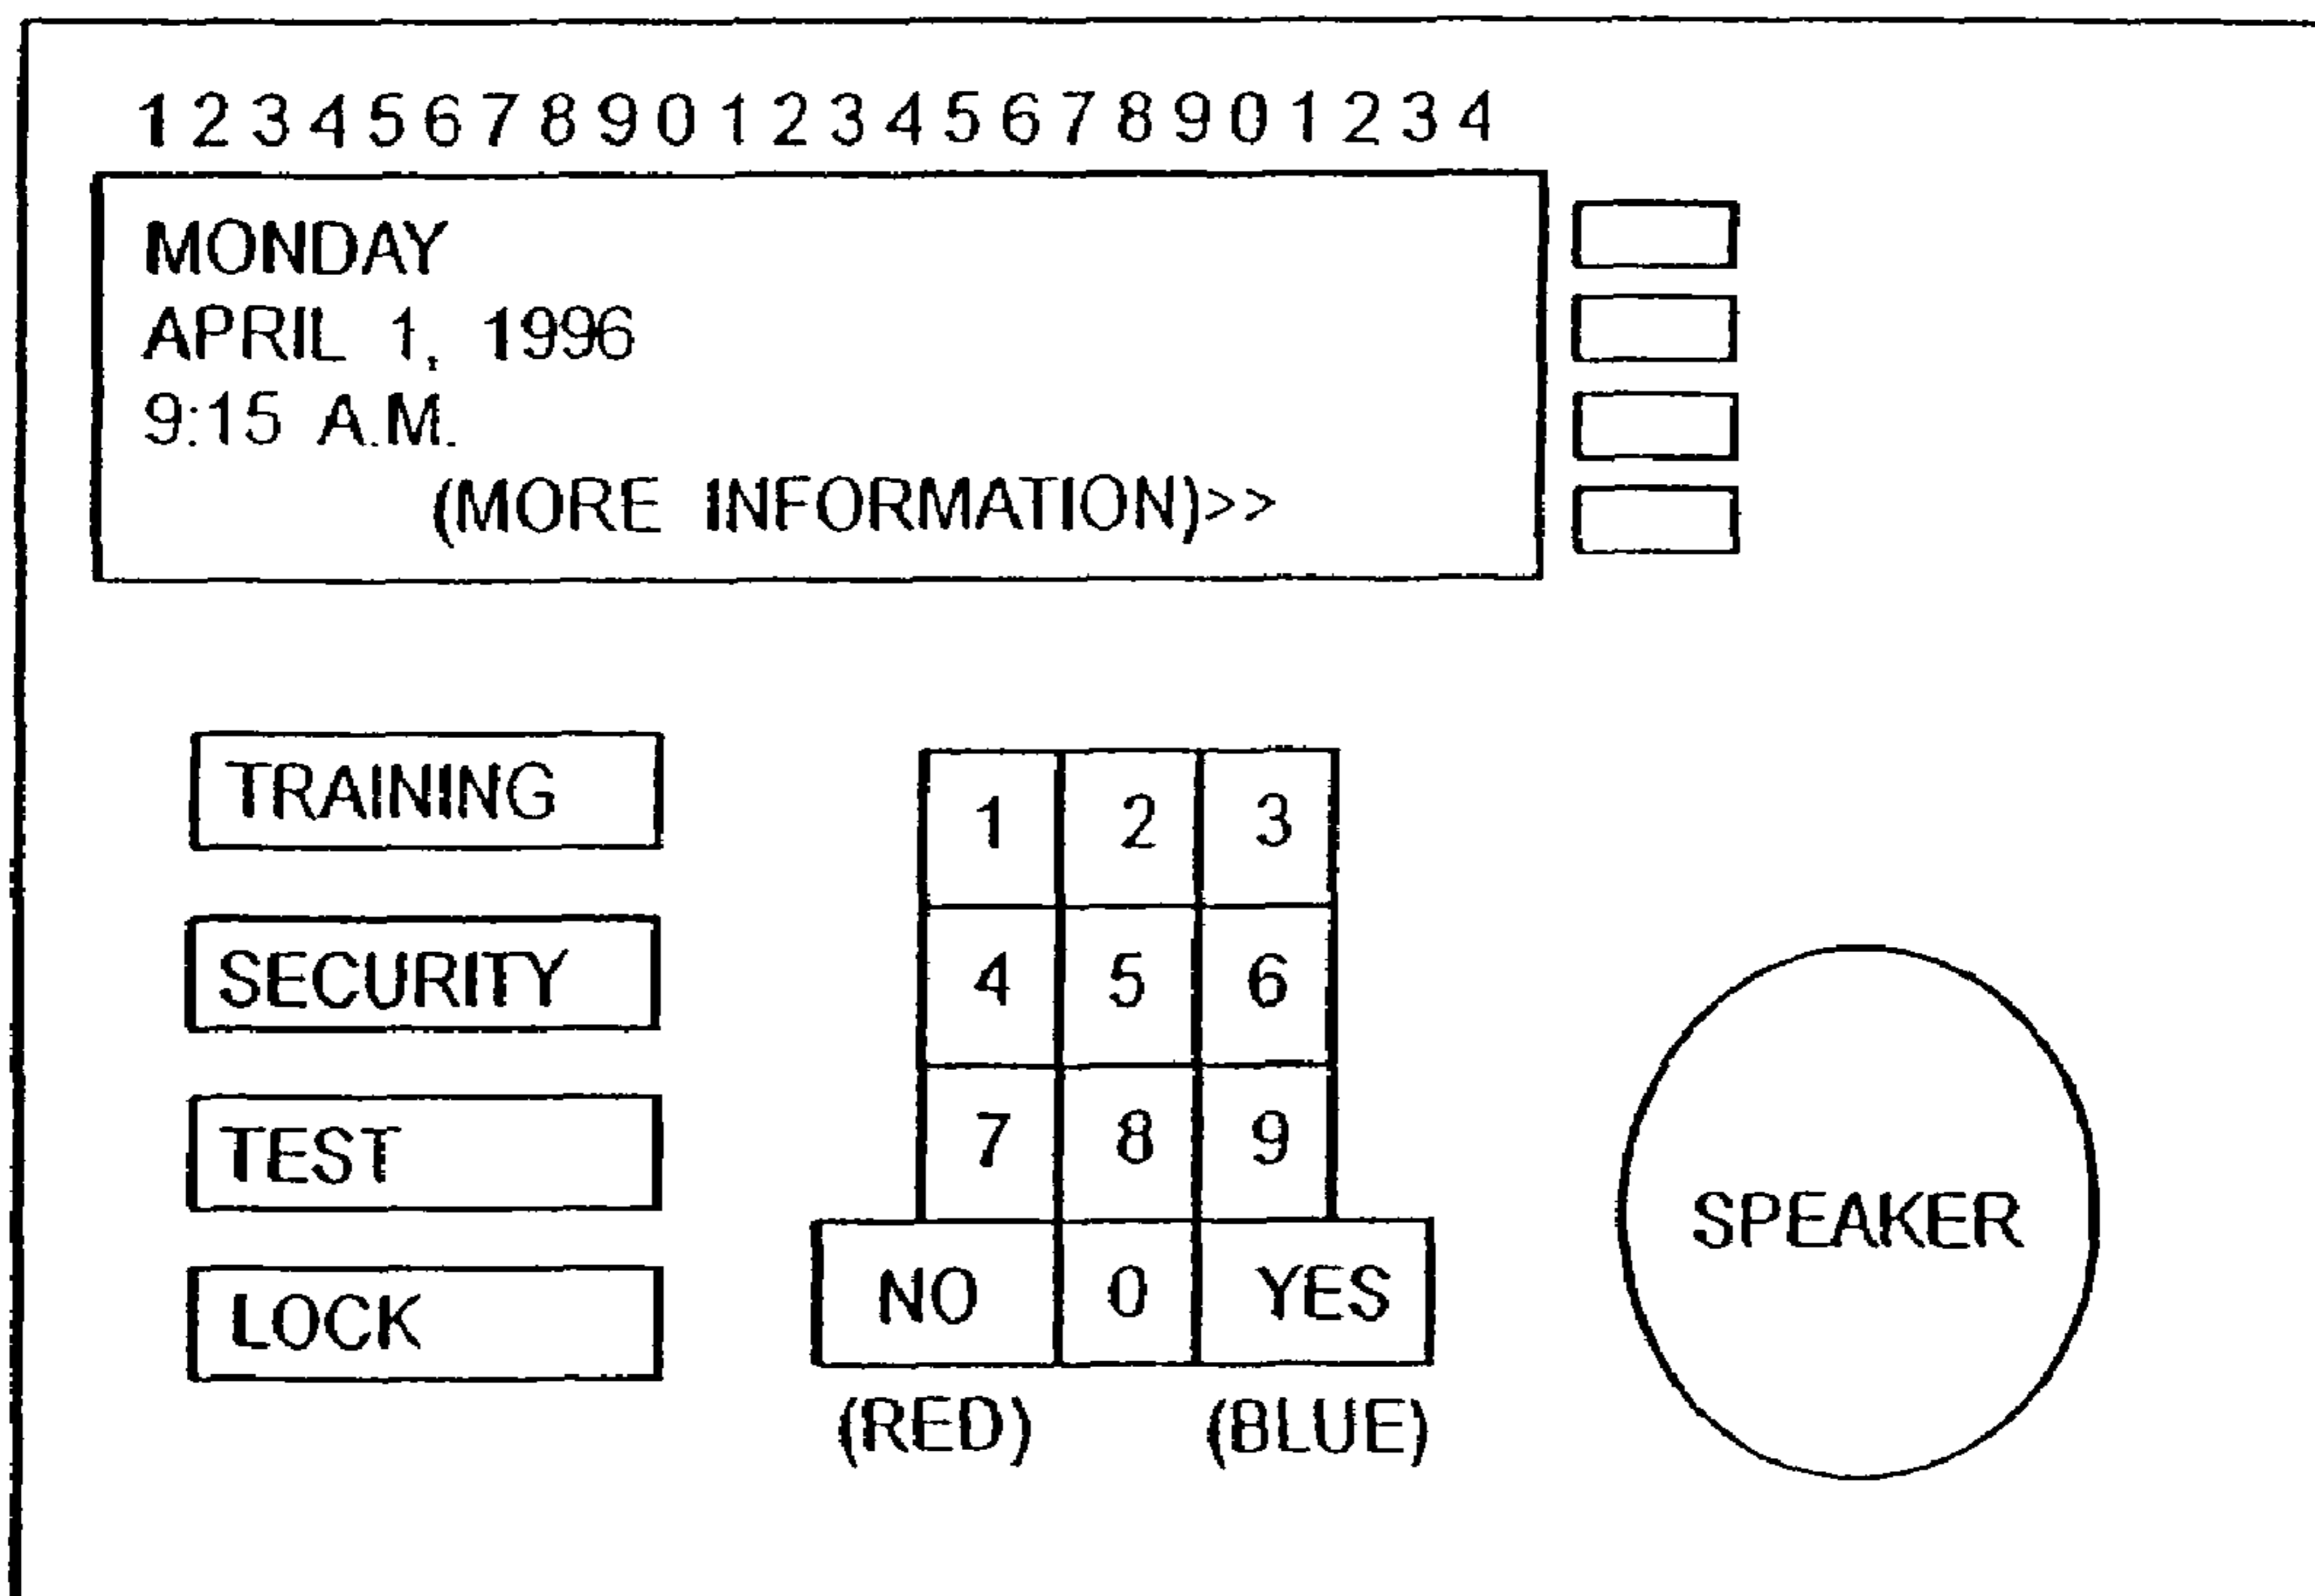 1 2 3 4 5 6 7 8 9 0 1 2 3 4 5 6 7 8 9 0 1 2 3 4
MONDAY
APRIL 1, 1996
9:15 A.M.
(MORE INFORMATION)>>
TRAINING
SECURITY
TEST
LOCK
1 2 3
4 5 6
7 8 9
NO 0 YES
(RED) (BLUE)
SPEAKER